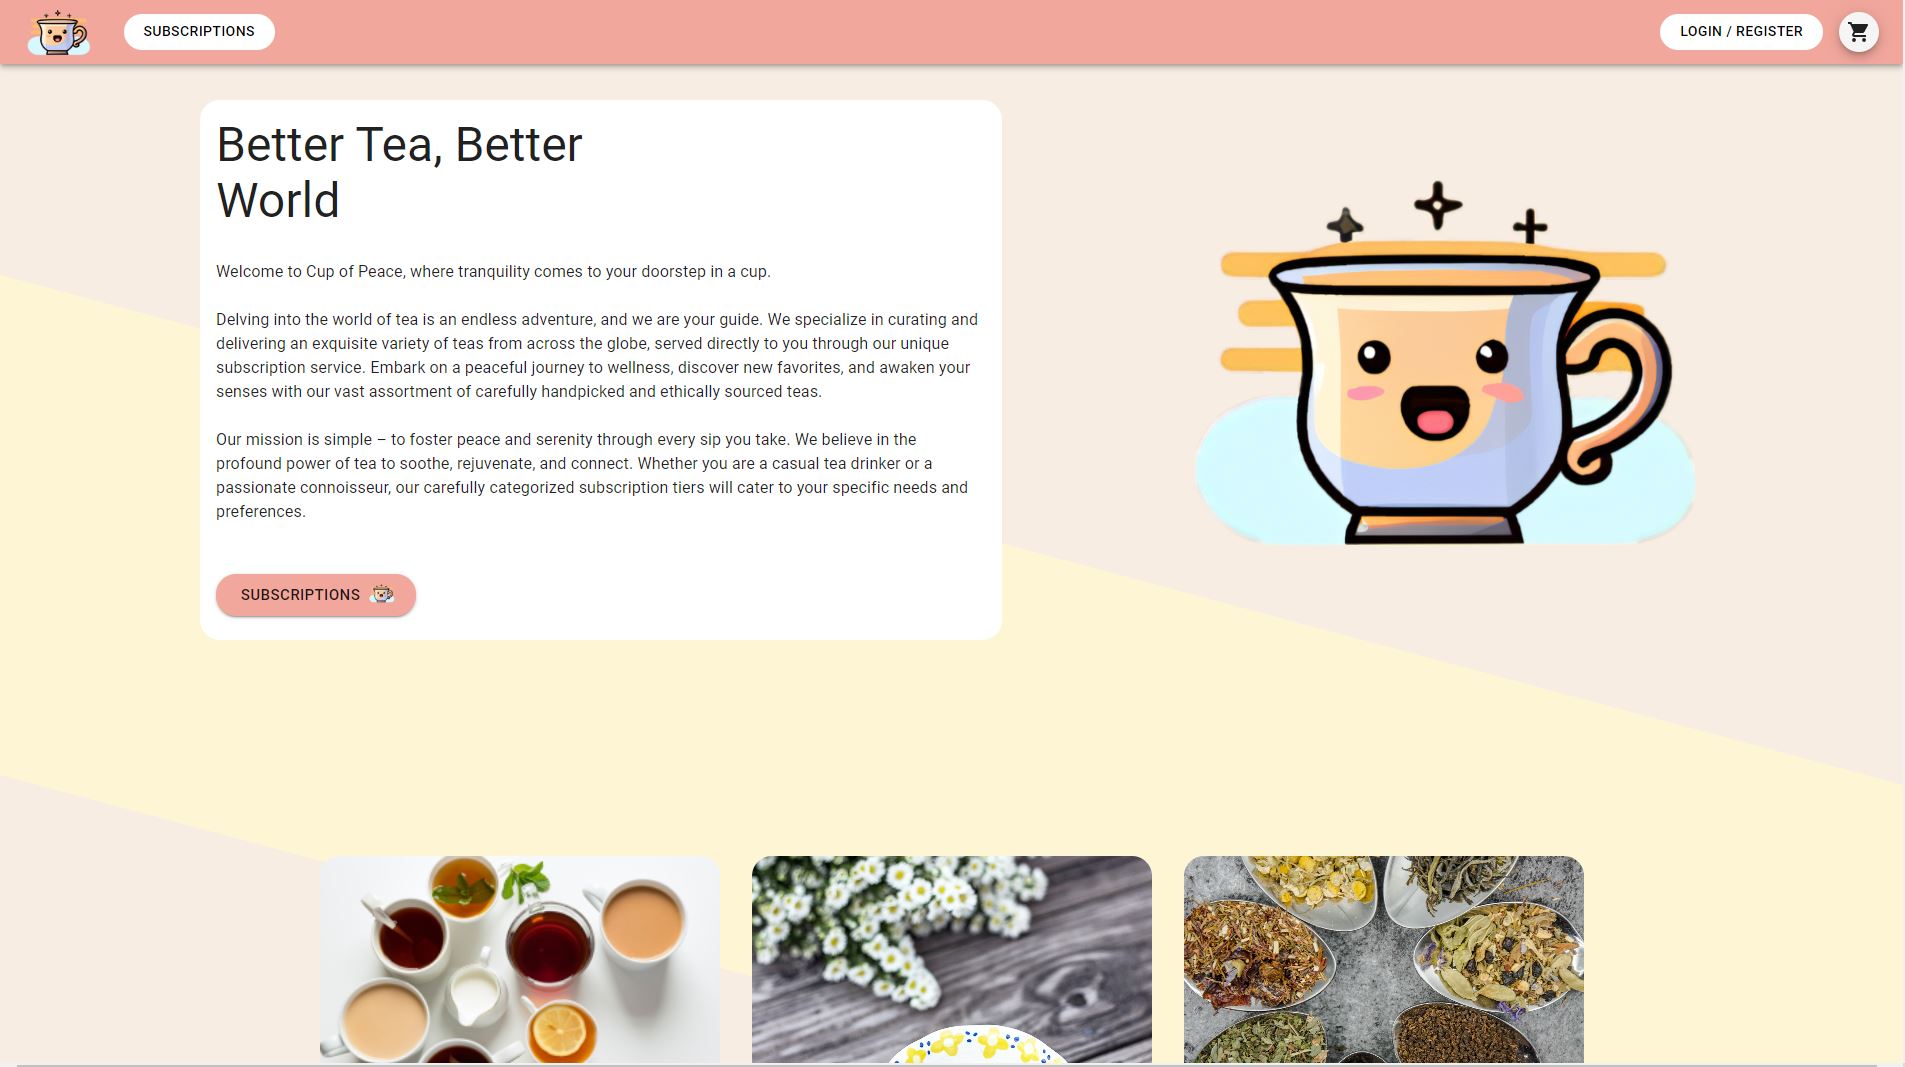 SUBSCRIPTIONS
LOGIN / REGISTER
Better Tea, Better
World
Welcome to Cup of Peace, where tranquility comes to your doorstep in a cup.
Delving into the world of tea is an endless adventure, and we are your guide. We specialize in curating and
delivering an exquisite variety of teas from across the globe, served directly to you through our unique
subscription service. Embark on a peaceful journey to wellness, discover new favorites, and awaken your
senses with our vast assortment of carefully handpicked and ethically sourced teas.
Our mission is simple – to foster peace and serenity through every sip you take. We believe in the
profound power of tea to soothe, rejuvenate, and connect. Whether you are a casual tea drinker or a
passionate connoisseur, our carefully categorized subscription tiers will cater to your specific needs and
preferences.
SUBSCRIPTIONS